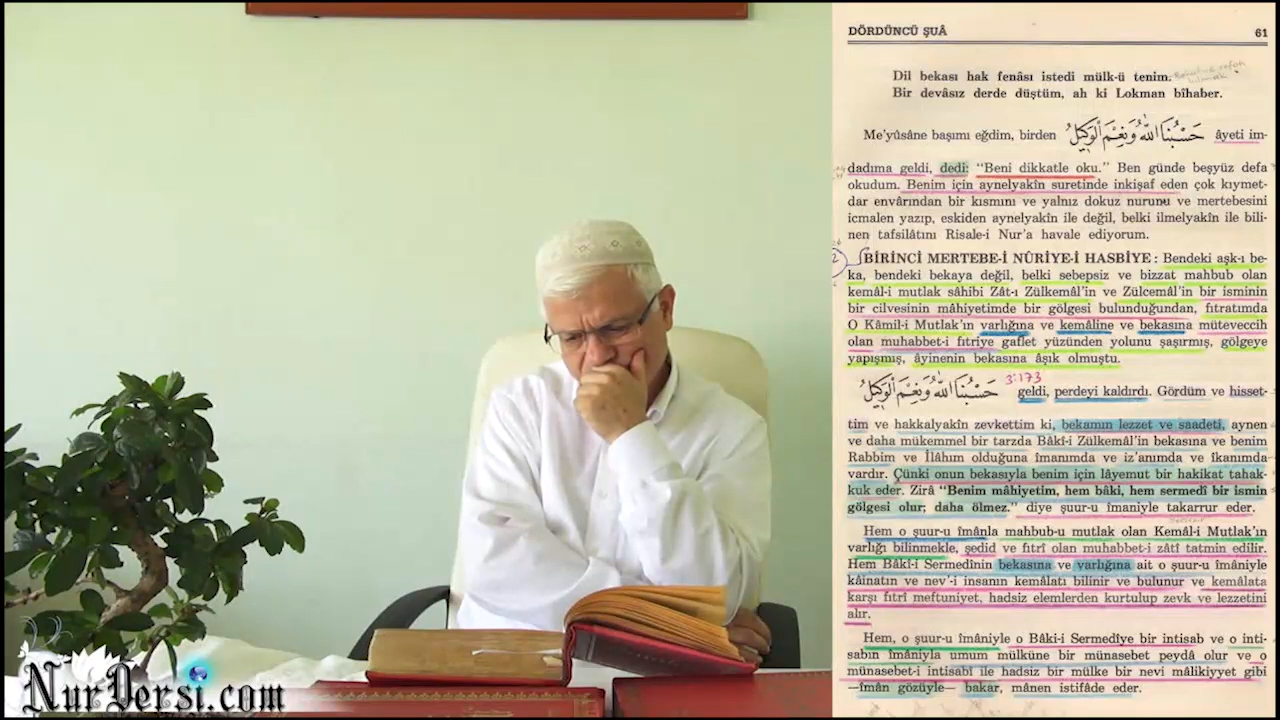 DÖRDÜNCÜ ŞUÂ 61
Dil bekası hak fenâsı istedi mülk-ü tenim.
Bir devâsız derde düştüm, ah ki Lokman bîhaber.
Me'yûsâne başımı eğdim, birden حَسْبُنَا اللّٰهُ وَنِعْمَ الْوَكِيلُ âyeti im-
dadıma geldi, dedi: "Beni dikkatle oku." Ben günde beşyüz defa
okudum. Benim için aynelyakîn suretinde inkişaf eden çok kıymet-
dar envârından bir kısmını ve yalnız dokuz nurunu ve mertebesini
icmalen yazıp, eskiden aynelyakîn ile değil, belki ilmelyakîn ile bili-
nen tafsilâtını Risale-i Nur'a havale ediyorum.
BİRİNCİ MERTEBE-İ NÛRİYE-İ HASBİYE : Bendeki aşk-ı be-
ka, bendeki bekaya değil, belki sebepsiz ve bizzat mahbub olan
kemâl-i mutlak sâhibi Zât-ı Zülkemâl'in ve Zülcemâl'in bir isminin
bir cilvesinin mâhiyetimde bir gölgesi bulunduğundan, fıtratımda
O Kâmil-i Mutlak'ın varlığına ve kemâline ve bekasına müteveccih
olan muhabbet-i fıtriye gaflet yüzünden yolunu şaşırmış, gölgeye
yapışmış, âyinenin bekasına âşık olmuştu.
حَسْبُنَا اللّٰهُ وَنِعْمَ الْوَكِيلُ 3:173 geldi, perdeyi kaldırdı. Gördüm ve hisset-
tim ve hakkalyakîn zevkettim ki, bekamın lezzet ve saadeti, aynen
ve daha mükemmel bir tarzda Bâki-i Zülkemâl'in bekasına ve benim
Rabbim ve İlâhım olduğuna imanımda ve iz'anımda ve îkanımda
vardır. Çünki onun bekasıyla benim için lâyemut bir hakikat tahak-
kuk eder. Zirâ "Benim mâhiyetim, hem bâki, hem sermedî bir ismin
gölgesi olur; daha ölmez." diye şuur-u îmaniyle takarrur eder.
Hem o şuur-u îmânla mahbub-u mutlak olan Kemâl-i Mutlak'ın
varlığı bilinmekle, şedid ve fıtrî olan muhabbet-i zâtî tatmin edilir.
Hem Bâki-i Sermedînin bekasına ve varlığına ait o şuur-u îmâniyle
kâinatın ve nev'-i insanın kemâlatı bilinir ve bulunur ve kemâlata
karşı fıtrî meftuniyet, hadsiz elemlerden kurtulup zevk ve lezzetini
alır.
Hem, o şuur-u îmâniyle o Bâki-i Sermedîye bir intisab ve o inti-
sabın îmâniyla umum mülküne bir münasebet peydâ olur ve o
münasebet-i intisabî ile hadsiz bir mülke bir nevi mâlikiyyet gibi
—îmân gözüyle— bakar, mânen istifade eder.
NurDersi.com